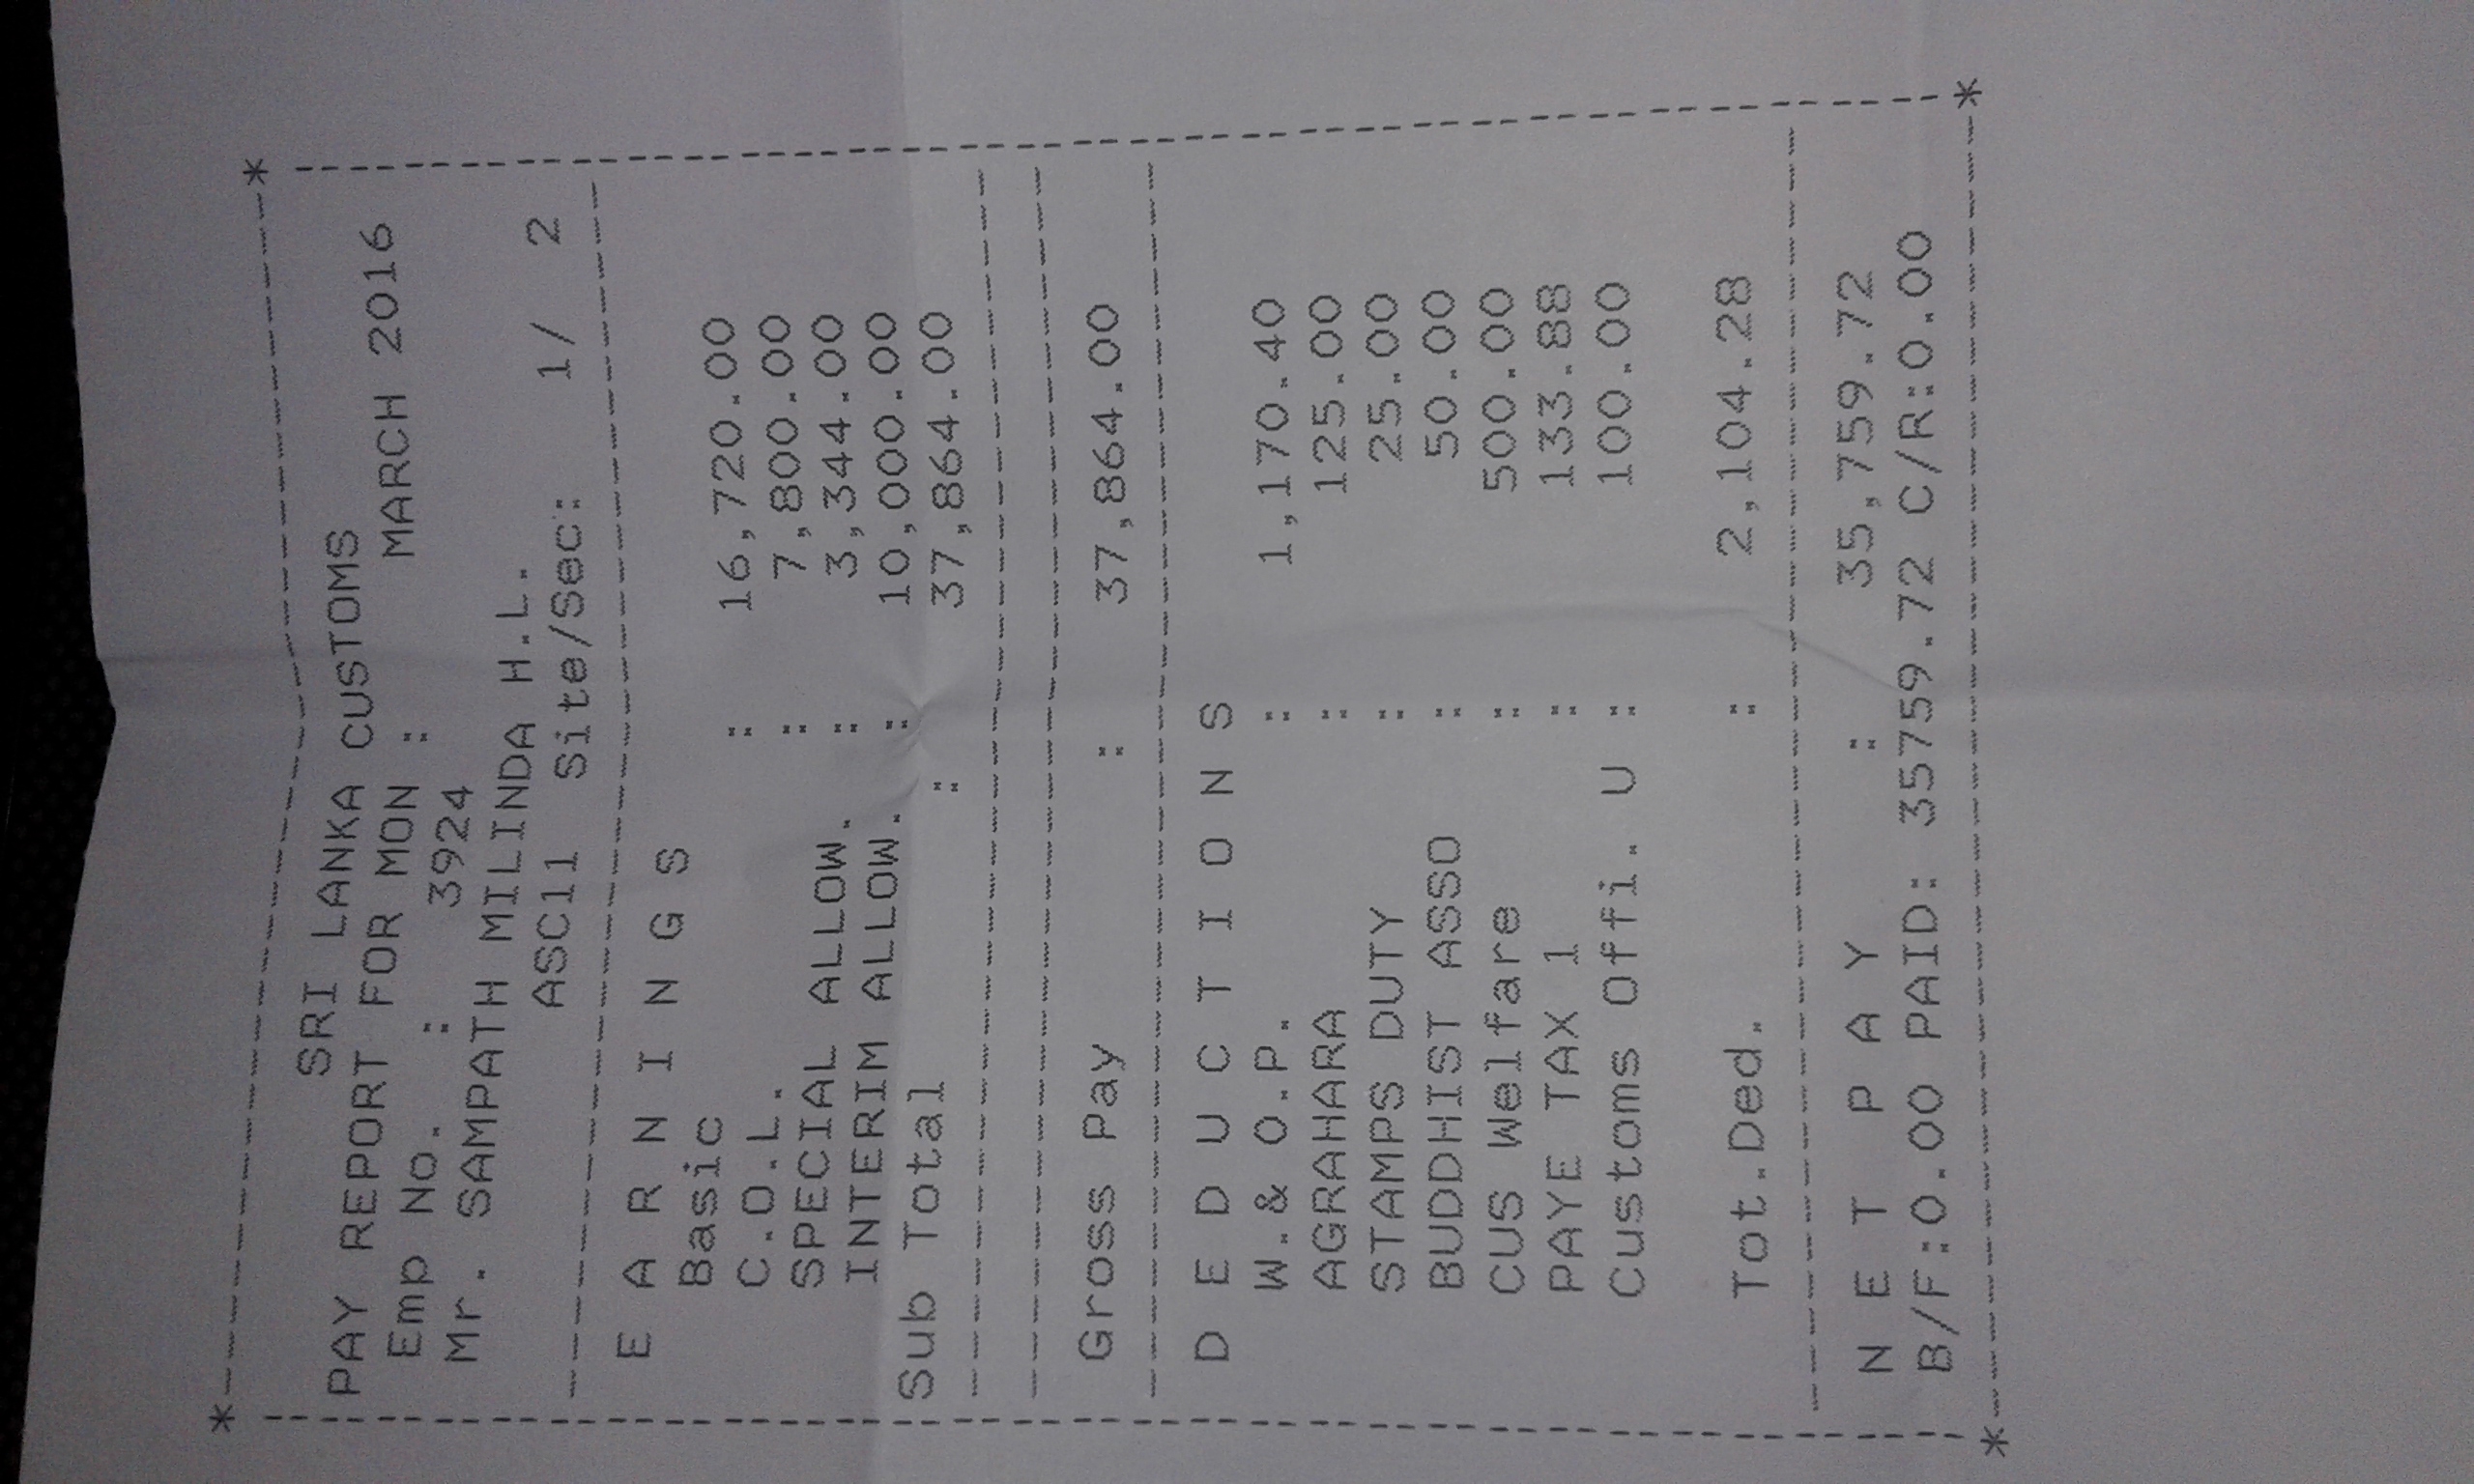 SRI LANKA CUSTOMS
PAY REPORT FOR MON : MARCH 2016
Emp No. : 3924
Mr. SAMPATH MILINDA H.L.
ASC11 Site/Sec: 1/ 2
E A R N I N G S
Basic : 16,720.00
C.O.L. : 7,800.00
SPECIAL ALLOW. : 3,344.00
INTERIM ALLOW. : 10,000.00
Sub Total : 37,864.00
Gross Pay : 37,864.00
D E D U C T I O N S
W.& O.P. : 1,170.40
AGRAHARA : 125.00
STAMPS DUTY : 25.00
BUDDHIST ASSO : 50.00
CUS Welfare : 500.00
PAYE TAX 1 : 133.88
Customs Offi. U : 100.00
Tot.Ded. : 2,104.28
N E T P A Y : 35,759.72
B/F:0.00 PAID: 35759.72 C/R:0.00